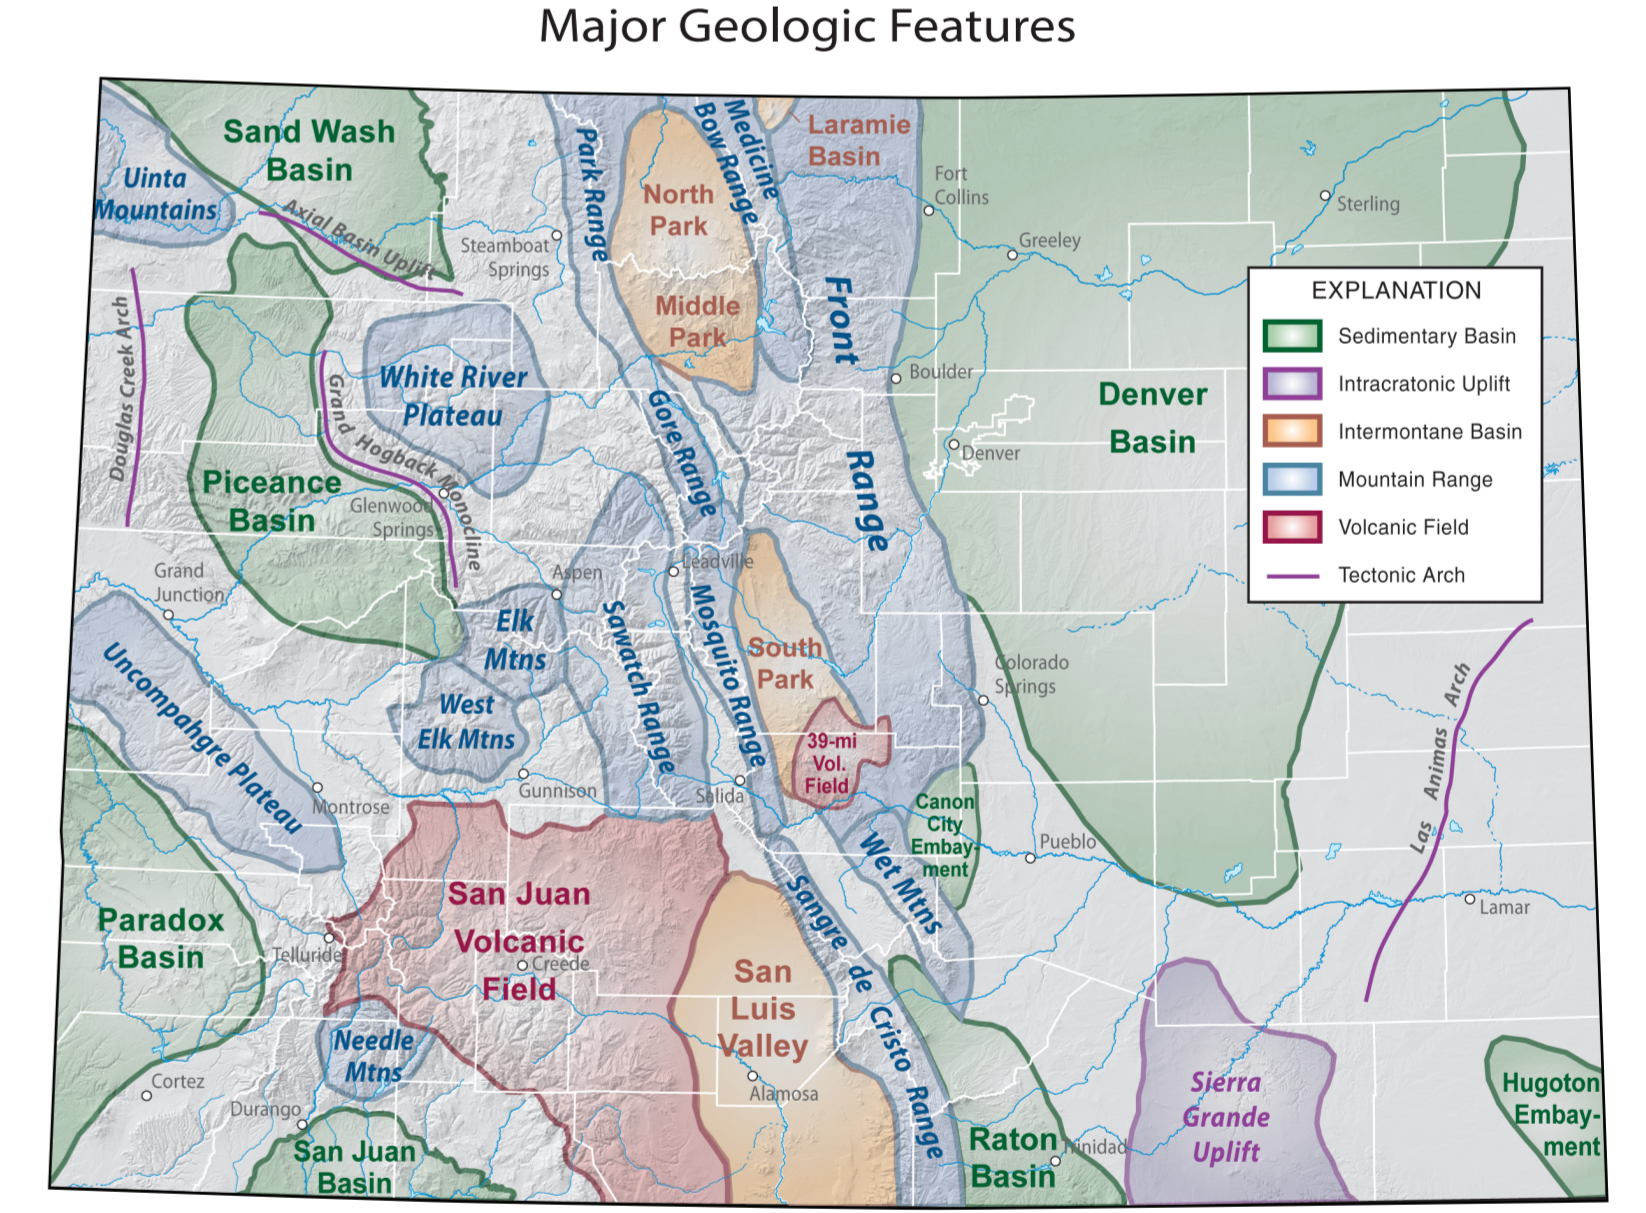 Major Geologic Features
Sand Wash
Basin
Uinta
Mountains
Axial Basin Uplift
Park Range
North
Park
Middle
Park
Medicine
Bow Range
Laramie
Basin
Fort
Collins
Sterling
Greeley
Steamboat
Springs
Front
Range
Boulder
Denver
Denver
Basin
EXPLANATION
Sedimentary Basin
Intracratonic Uplift
Intermontane Basin
Mountain Range
Volcanic Field
Tectonic Arch
Douglas Creek Arch
Grand Hogback Monocline
White River
Plateau
Gore Range
Piceance
Basin
Glenwood
Springs
Grand
Junction
Aspen
Leadville
Elk
Mtns
West
Elk Mtns
Sawatch Range
Mosquito Range
South
Park
39-mi
Vol.
Field
Colorado
Springs
Las Animas Arch
Uncompahgre Plateau
Montrose
Gunnison
Salida
Canon
City
Embay-
ment
Wet Mtns
Pueblo
Lamar
Paradox
Basin
Telluride
San Juan
Volcanic
Field
Creede
San
Luis
Valley
Alamosa
Sangre de Cristo Range
Needle
Mtns
Cortez
Durango
San Juan
Basin
Raton
Basin
Trinidad
Sierra
Grande
Uplift
Hugoton
Embay-
ment